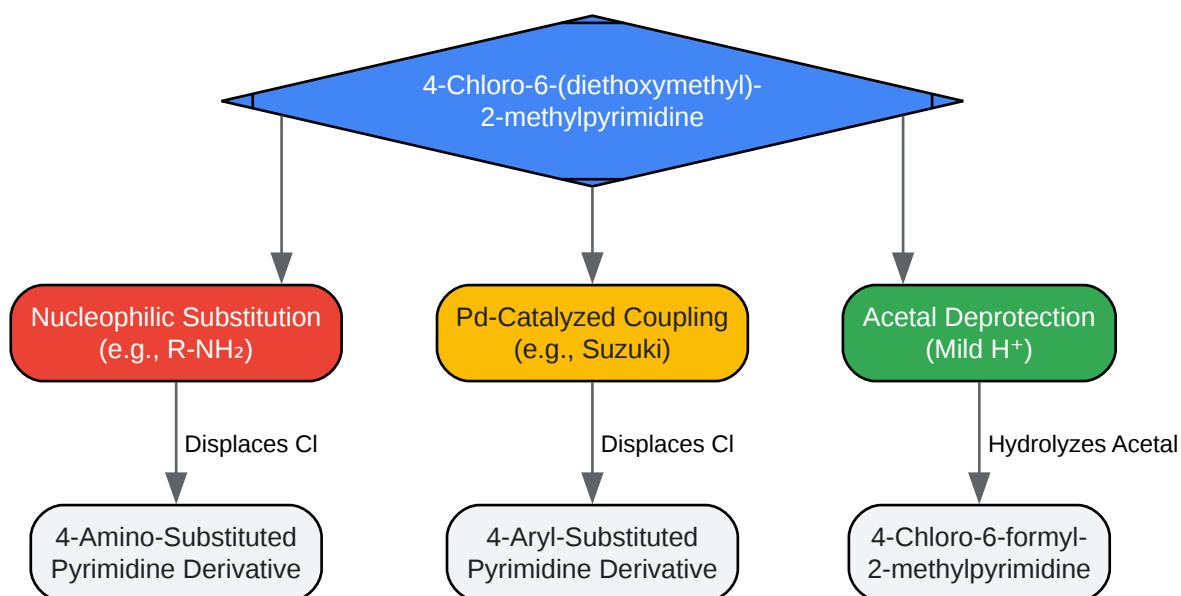 4-Chloro-6-(diethoxymethyl)-
2-methylpyrimidine
Nucleophilic Substitution
(e.g., R-NH₂)
Pd-Catalyzed Coupling
(e.g., Suzuki)
Acetal Deprotection
(Mild H⁺)
Displaces Cl
Displaces Cl
Hydrolyzes Acetal
4-Amino-Substituted
Pyrimidine Derivative
4-Aryl-Substituted
Pyrimidine Derivative
4-Chloro-6-formyl-
2-methylpyrimidine